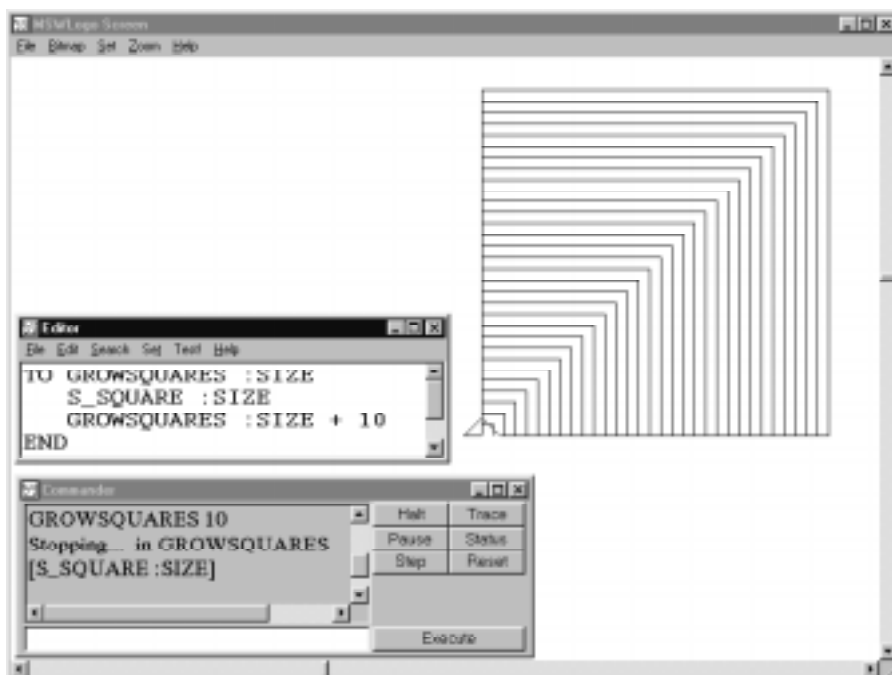 MSWLogo Screen
File Bitmap Set Zoom Help
Editor
File Edit Search Set Test! Help
TO GROWSQUARES :SIZE
S_SQUARE :SIZE
GROWSQUARES :SIZE + 10
END
Commander
GROWSQUARES 10
Stopping... in GROWSQUARES
[S_SQUARE :SIZE]
Halt Trace
Pause Status
Step Reset
Execute